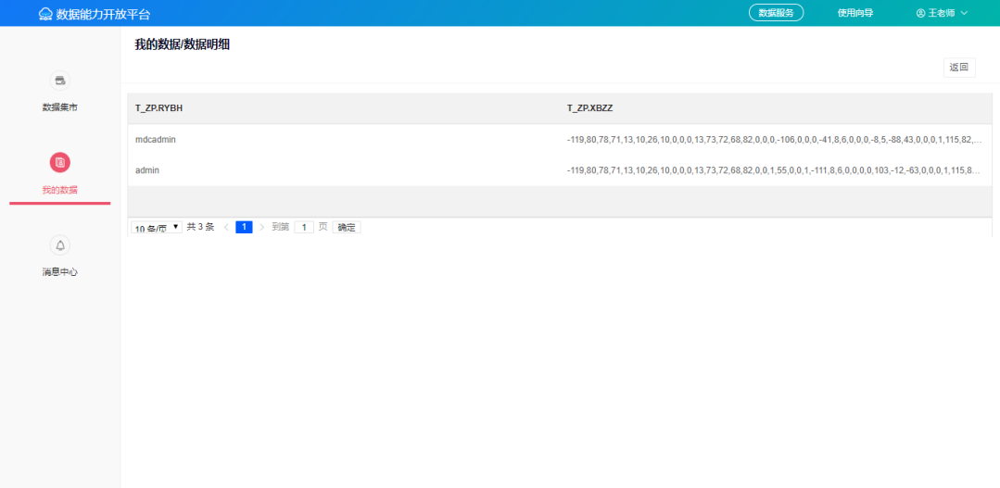 数据能力开放平台
数据服务
使用向导
王老师
我的数据/数据明细
返回
数据集市
我的数据
消息中心
T_ZP.RYBH
T_ZP.XBZZ
mdcadmin
-119,80,78,71,13,10,26,10,0,0,0,13,73,72,68,82,0,0,0,-106,0,0,0,-41,8,6,0,0,0,-8,5,-88,43,0,0,0,1,115,82,...
admin
-119,80,78,71,13,10,26,10,0,0,0,13,73,72,68,82,0,0,1,55,0,0,1,-111,8,6,0,0,0,0,103,-12,-63,0,0,0,1,115,8...
10 条/页
共 3 条
1
到第 1 页
确定